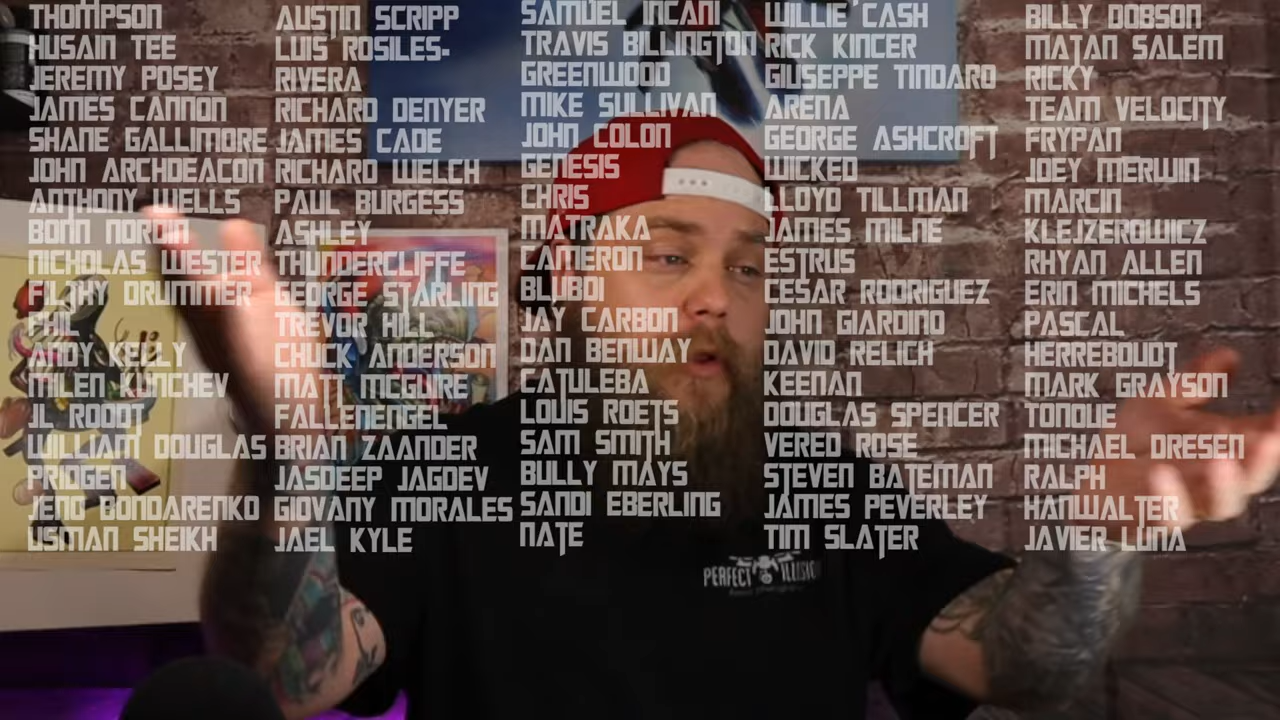 THOMPSON
HUSAIN TEE
JEREMY POSEY
JAMES CANNON
SHANE GALLIMORE
JOHN ARCHDEACON
ANTHONY WELLS
BONN NORDIN
NICHOLAS WESTER
FILTHY DRUMMER
PHIL
ANDY KELLY
MILEN KUNCHEV
JL ROOT
WILLIAM DOUGLAS
PROGEN
JENO BONDARENKO
USMAN SHEIKH
AUSTIN SCRIPP
LUIS ROSILES-
RIVERA
RICHARD DENYER
JAMES CADE
RICHARD WELCH
PAUL BURGESS
ASHLEY
THUNDERCLIFFE
GEORGE STARLING
TREVOR HILL
CHUCK ANDERSON
MATT MCGUIRE
FALLENENGEL
BRIAN ZAANDER
JASDEEP JAGDEV
GIOVANY MORALES
JAEL KYLE
SAMUEL INCANI
TRAVIS BILLINGTON
GREENWOOD
MIKE SULLIVAN
JOHN COLON
GENESIS
CHRIS
MATRAKA
CAMERON
BLUBDI
JAY CARBON
DAN BENWAY
CATULEBA
LOUIS ROETS
SAM SMITH
BULLY MAYS
SANDI EBERLING
NATE
WILLIE CASH
RICK KINCER
GIUSEPPE TINDARO
ARENA
GEORGE ASHCROFT
WICKED
LLOYD TILLMAN
JAMES MILNE
ESTRUS
CESAR RODRIGUEZ
JOHN GIARDINO
DAVID RELICH
KEENAN
DOUGLAS SPENCER
VERED ROSE
STEVEN BATEMAN
JAMES PEVERLEY
TIM SLATER
BILLY DOBSON
MATAN SALEM
RICKY
TEAM VELOCITY
FRYPAN
JOEY MERWIN
MARCIN
KLEJZEROWICZ
RHYAN ALLEN
ERIN MICHELS
PASCAL
HERREBOUDT
MARK GRAYSON
TONQUE
MICHAEL DRESEN
RALPH
HANWALTER
JAVIER LUNA
PERFECT